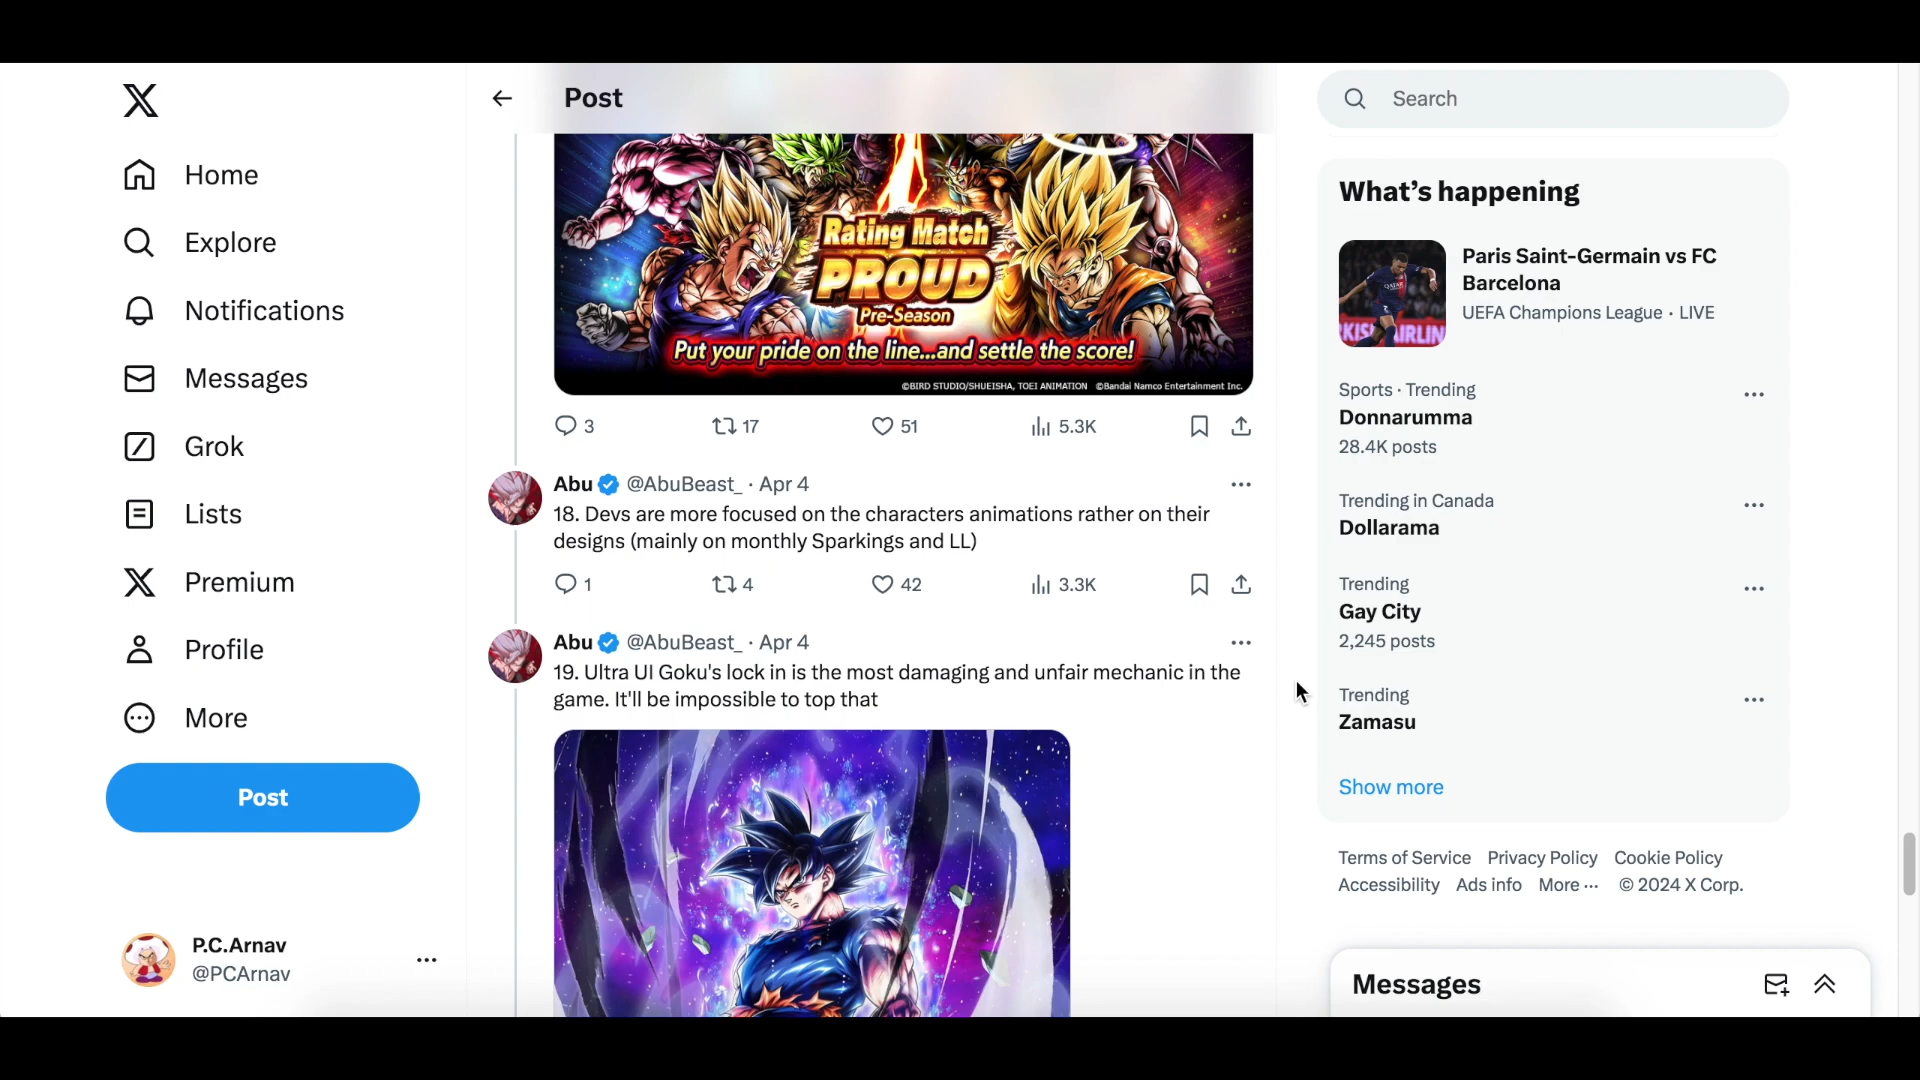 Home
Explore
Notifications
Messages
Grok
Lists
Premium
Profile
More
Post
P.C.Arnav
@PCArnav
Post
Rating Match
PROUD
Pre-Season
Put your pride on the line...and settle the score!
©BIRD STUDIO/SHUEISHA, TOEI ANIMATION ©Bandai Namco Entertainment Inc.
3 17 51 5.3K
Abu @AbuBeast_ · Apr 4
18. Devs are more focused on the characters animations rather on their
designs (mainly on monthly Sparkings and LL)
1 4 42 3.3K
Abu @AbuBeast_ · Apr 4
19. Ultra UI Goku's lock in is the most damaging and unfair mechanic in the
game. It'll be impossible to top that
Search
What's happening
Paris Saint-Germain vs FC
Barcelona
UEFA Champions League · LIVE
Sports · Trending
Donnarumma
28.4K posts
Trending in Canada
Dollarama
Trending
Gay City
2,245 posts
Trending
Zamasu
Show more
Terms of Service Privacy Policy Cookie Policy
Accessibility Ads info More ··· © 2024 X Corp.
Messages